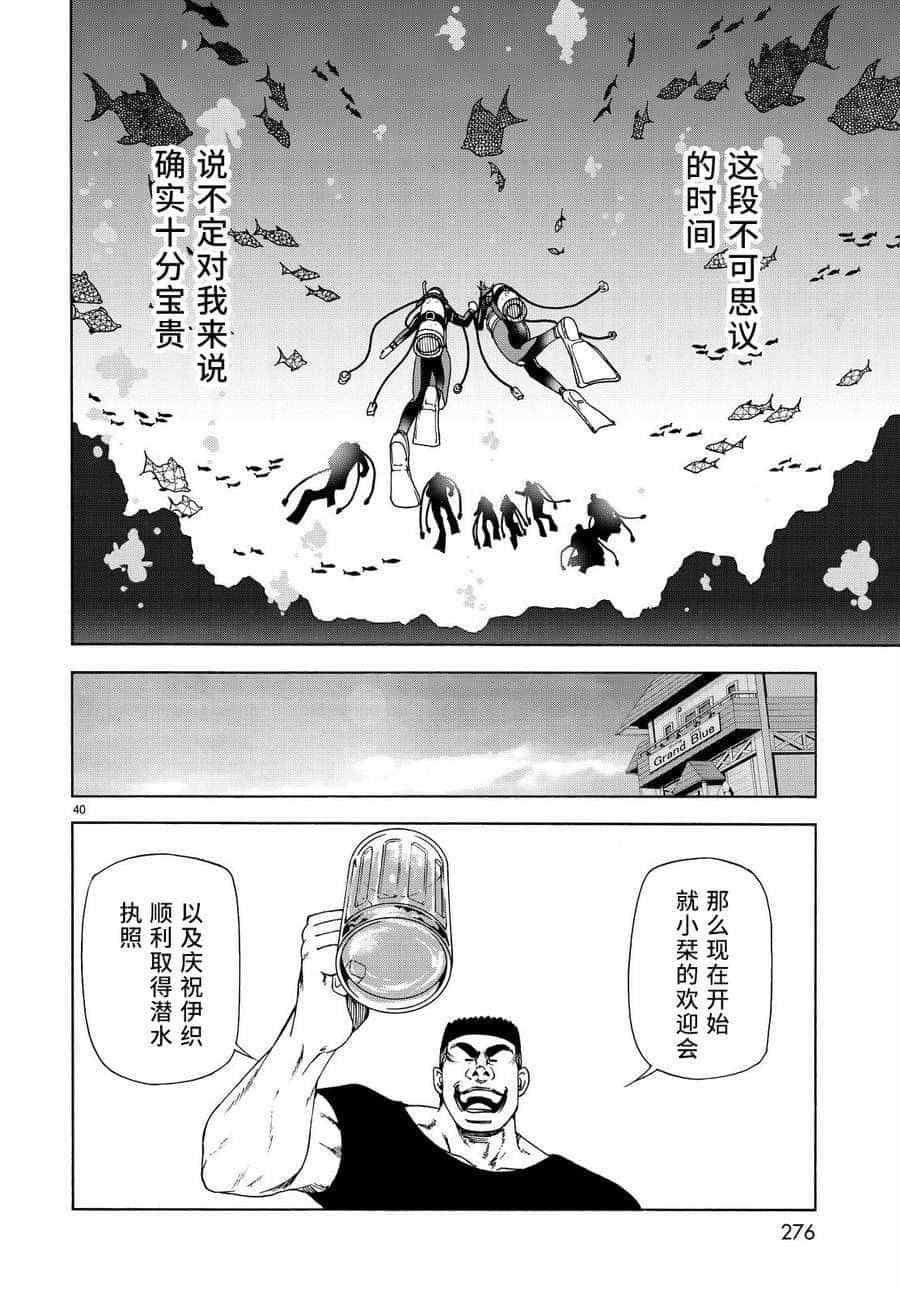 这段不可思议
的时间
说不定对我来说
确实十分宝贵
Grand Blue
40
那么现在开始
就小栞的欢迎会
以及庆祝伊织
顺利取得潜水
执照
276